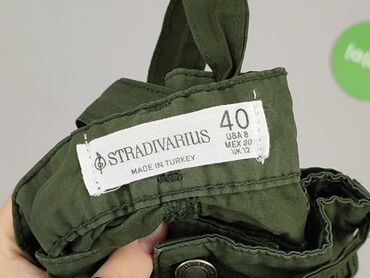 STRADIVARIUS
MADE IN TURKEY
40
USA 8
MEX 30
UK 12